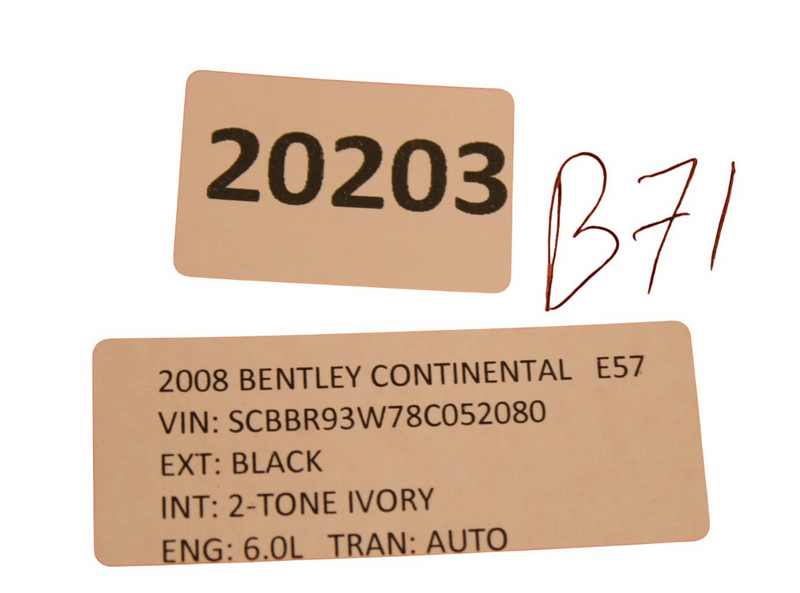 20203
B71
2008 BENTLEY CONTINENTAL E57
VIN: SCBBR93W78C052080
EXT: BLACK
INT: 2-TONE IVORY
ENG: 6.0L TRAN: AUTO